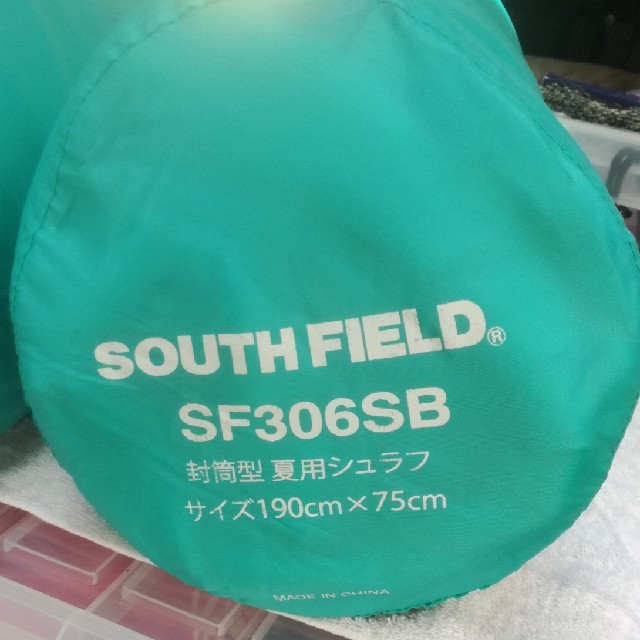 SOUTH FIELD®
SF306SB
封筒型 夏用シュラフ
サイズ190cm×75cm
MADE IN CHINA